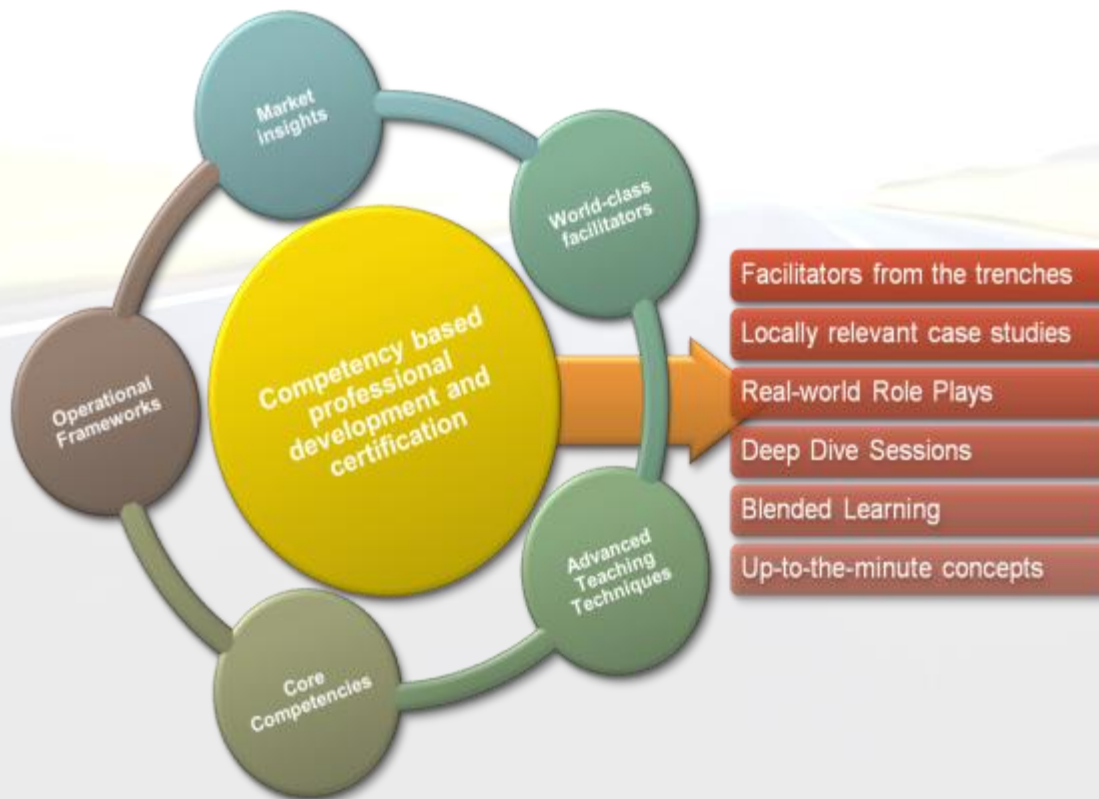 Market
insights
World-class
facilitators
Operational
Frameworks
Competency based
professional
development and
certification
Advanced
Teaching
Techniques
Core
Competencies
Facilitators from the trenches
Locally relevant case studies
Real-world Role Plays
Deep Dive Sessions
Blended Learning
Up-to-the-minute concepts